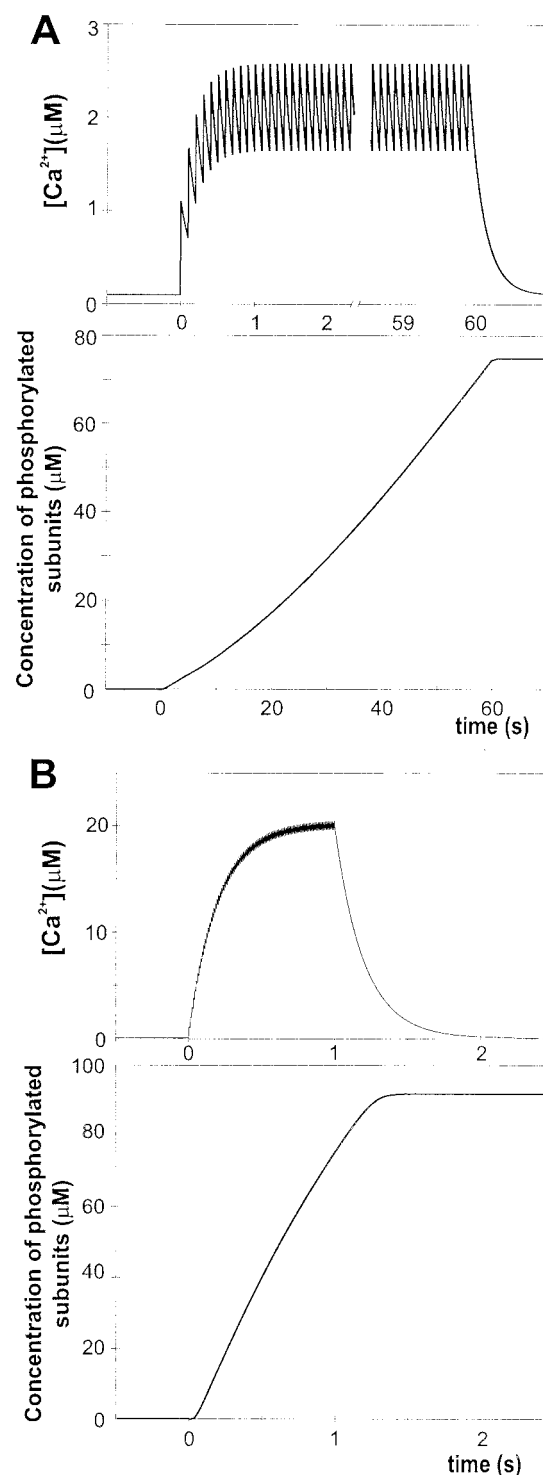 A
3
2
1
0
[Ca²⁺](μM)
0 1 2 59 60
80
60
40
20
0
Concentration of phosphorylated
subunits (μM)
0 20 40 60
time (s)
B
20
10
0
[Ca²⁺](μM)
0 1 2
100
80
60
40
20
0
Concentration of phosphorylated
subunits (μM)
0 1 2
time (s)